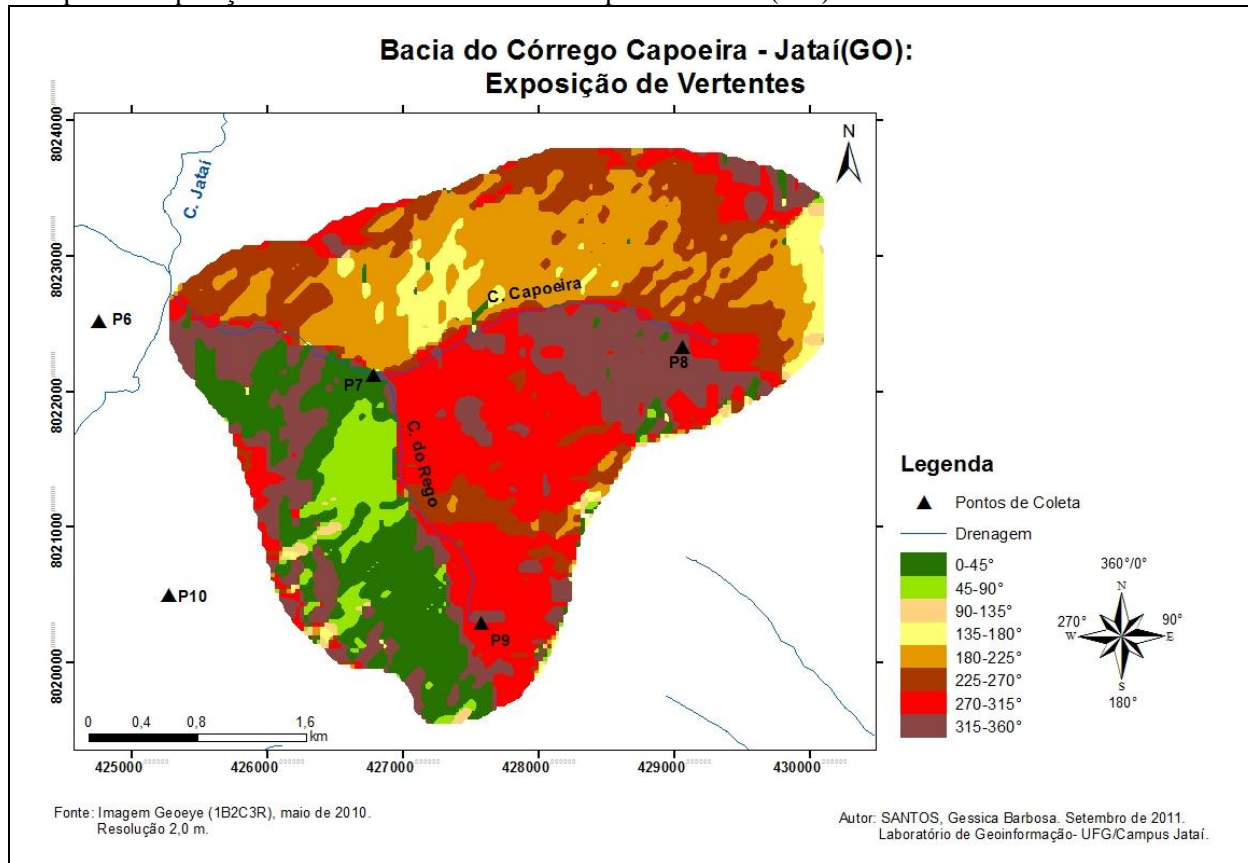 Bacia do Córrego Capoeira - Jataí(GO):
Exposição de Vertentes
8024000
8023000
8022000
8021000
8020000
C. Jataí
N
C. Capoeira
P6
P7
P8
C. do Rego
P10
P9
0 0,4 0,8 1,6
km
425000 426000 427000 428000 429000 430000
Legenda
Pontos de Coleta
Drenagem
0-45°
45-90°
90-135°
135-180°
180-225°
225-270°
270-315°
315-360°
360°/0°
N
270° 90°
W E
S
180°
Fonte: Imagem Geoeye (1B2C3R), maio de 2010.
Resolução 2,0 m.
Autor: SANTOS, Gessica Barbosa. Setembro de 2011.
Laboratório de Geoinformação- UFG/Campus Jataí.